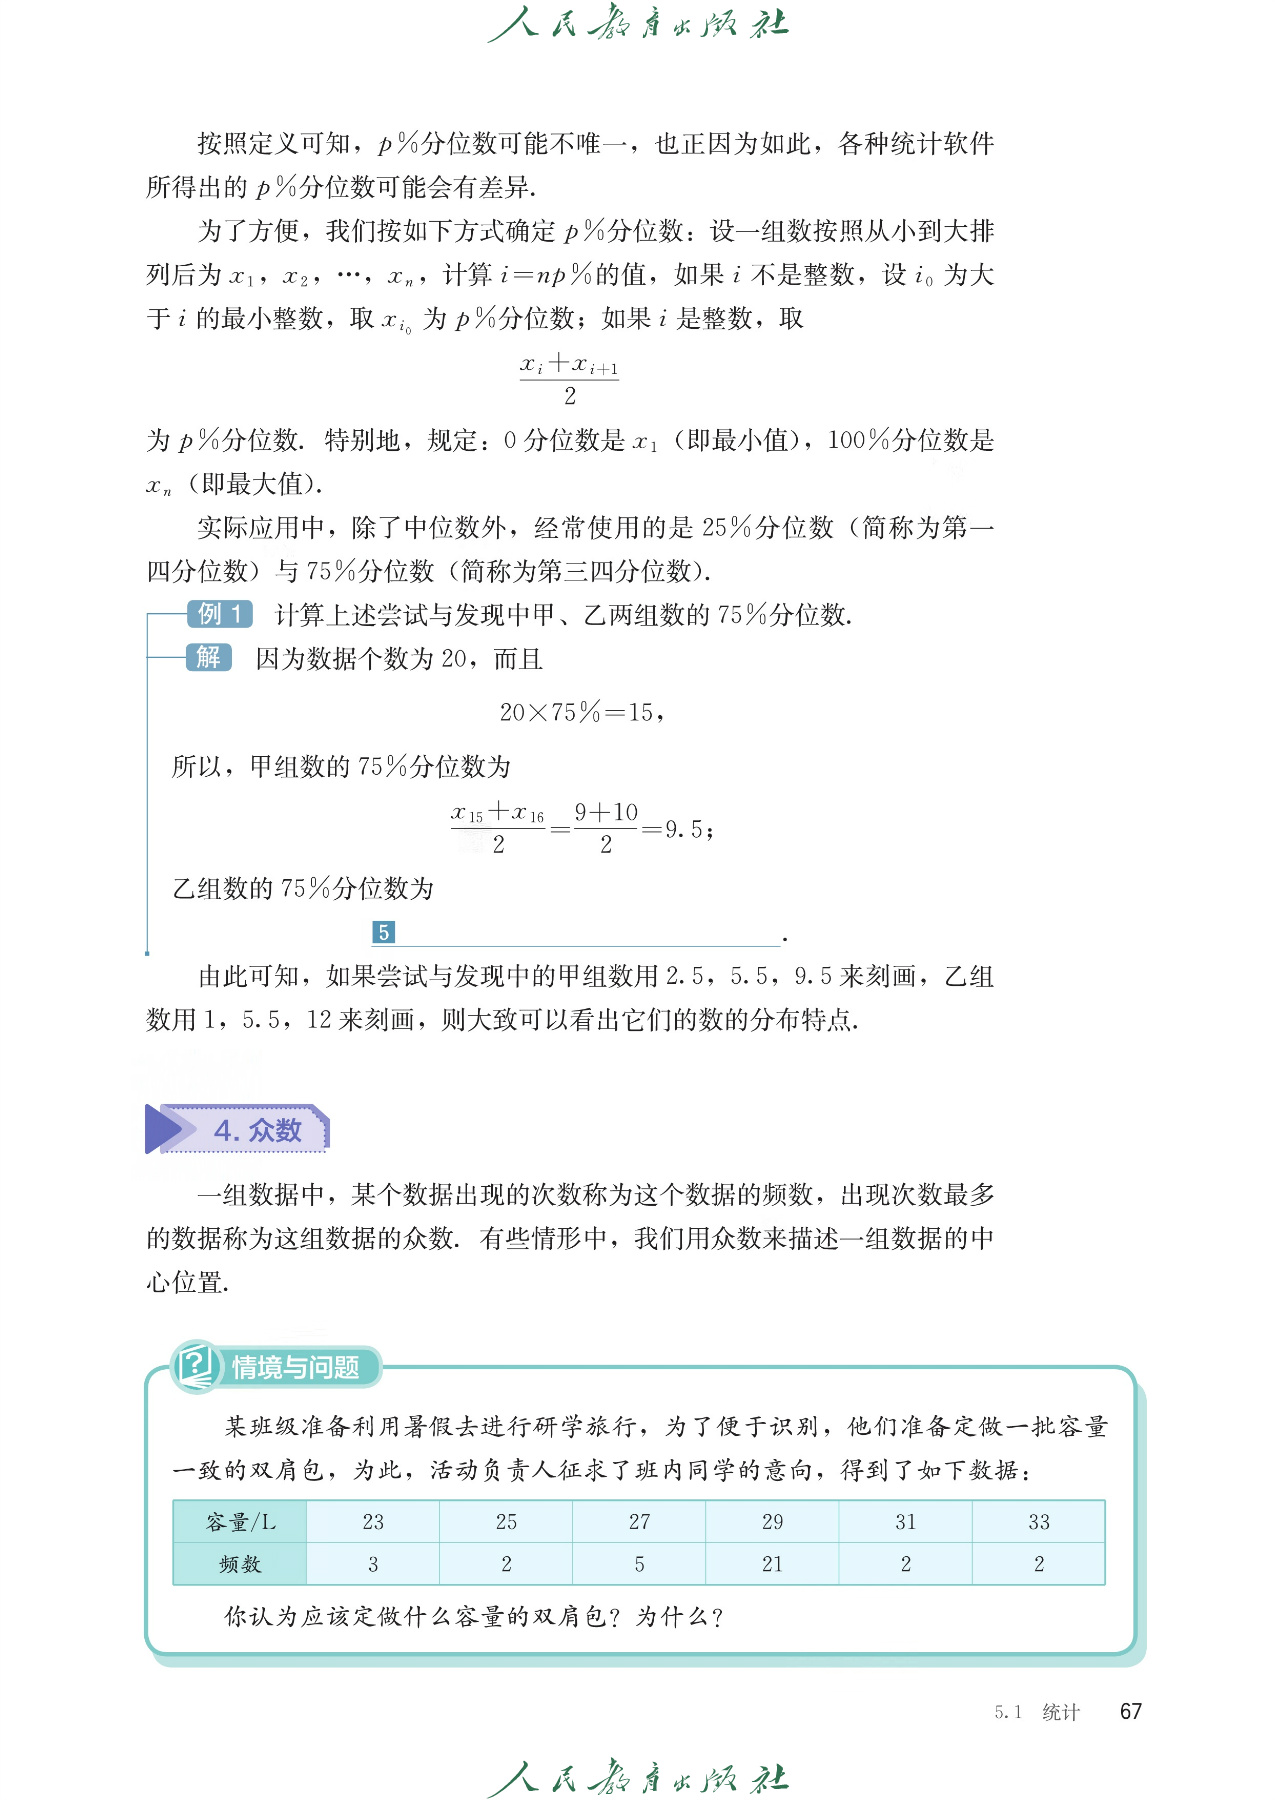 人民教育出版社
按照定义可知，p%分位数可能不唯一，也正因为如此，各种统计软件
所得出的 p%分位数可能会有差异.
为了方便，我们按如下方式确定 p%分位数：设一组数按照从小到大排
列后为 x₁，x₂，…，xₙ，计算 i=np%的值，如果 i 不是整数，设 i₀ 为大
于 i 的最小整数，取 x_{i₀} 为 p%分位数；如果 i 是整数，取
(x_i+x_{i+1})/2
为 p%分位数. 特别地，规定：0 分位数是 x₁（即最小值），100%分位数是
xₙ（即最大值）.
实际应用中，除了中位数外，经常使用的是 25%分位数（简称为第一
四分位数）与 75%分位数（简称为第三四分位数）.
例 1 计算上述尝试与发现中甲、乙两组数的 75%分位数.
解 因为数据个数为 20，而且
20×75%=15，
所以，甲组数的 75%分位数为
(x₁₅+x₁₆)/2=(9+10)/2=9.5；
乙组数的 75%分位数为
5 .
由此可知，如果尝试与发现中的甲组数用 2.5，5.5，9.5 来刻画，乙组
数用 1，5.5，12 来刻画，则大致可以看出它们的数的分布特点.
4. 众数
一组数据中，某个数据出现的次数称为这个数据的频数，出现次数最多
的数据称为这组数据的众数. 有些情形中，我们用众数来描述一组数据的中
心位置.
情境与问题
某班级准备利用暑假去进行研学旅行，为了便于识别，他们准备定做一批容量
一致的双肩包，为此，活动负责人征求了班内同学的意向，得到了如下数据：
容量/L 23 25 27 29 31 33
频数 3 2 5 21 2 2
你认为应该定做什么容量的双肩包？为什么？
5.1 统计 67
人民教育出版社